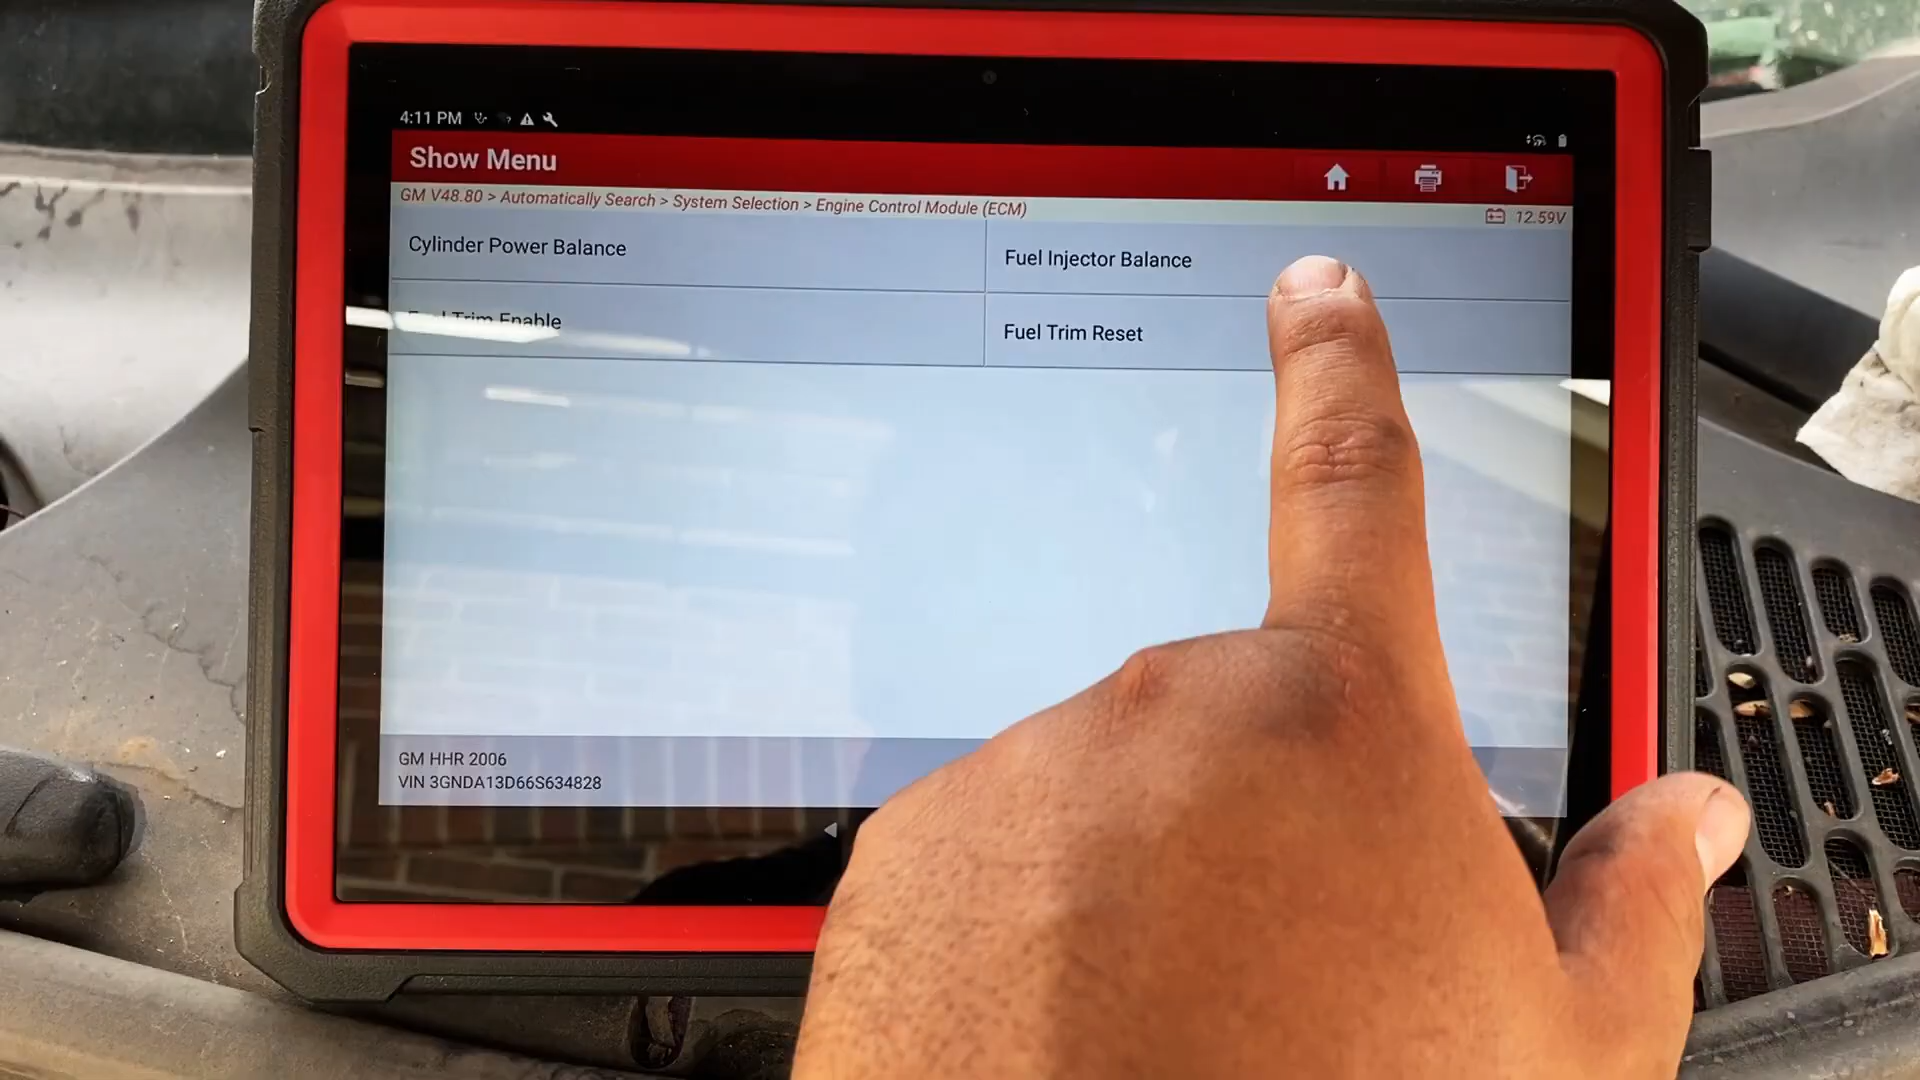 4:11 PM
Show Menu
GM V48.80 > Automatically Search > System Selection > Engine Control Module (ECM)
12.59V
Cylinder Power Balance
Fuel Injector Balance
Fuel Trim Enable
Fuel Trim Reset
GM HHR 2006
VIN 3GNDA13D66S634828